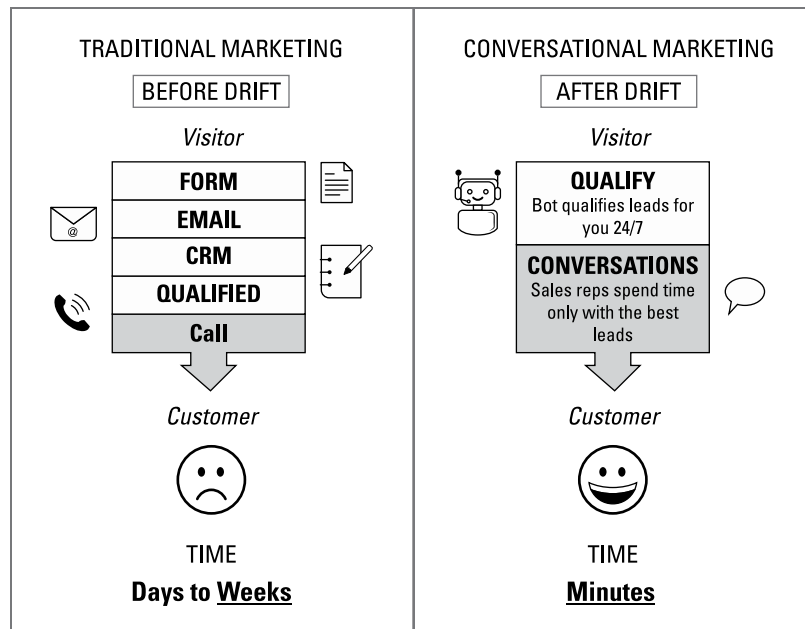 TRADITIONAL MARKETING
BEFORE DRIFT
Visitor
FORM
EMAIL
@
CRM
QUALIFIED
Call
Customer
TIME
Days to Weeks
CONVERSATIONAL MARKETING
AFTER DRIFT
Visitor
QUALIFY
Bot qualifies leads for
you 24/7
CONVERSATIONS
Sales reps spend time
only with the best
leads
Customer
TIME
Minutes